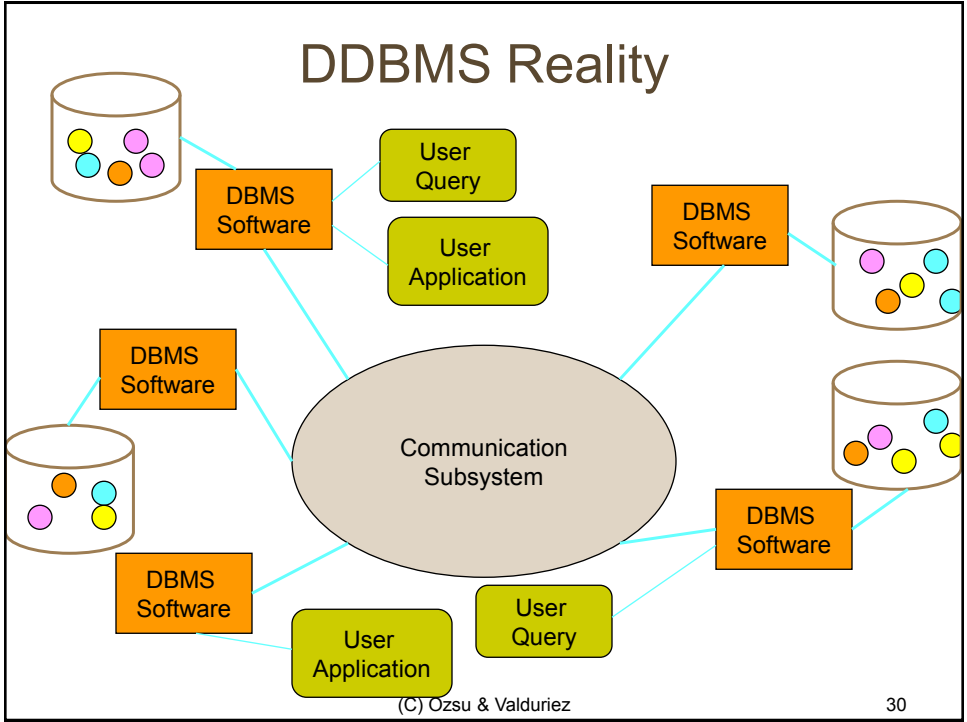 DDBMS Reality
User
Query
DBMS
Software
User
Application
DBMS
Software
DBMS
Software
Communication
Subsystem
DBMS
Software
DBMS
Software
User
Query
User
Application
(C) Ozsu & Valduriez
30